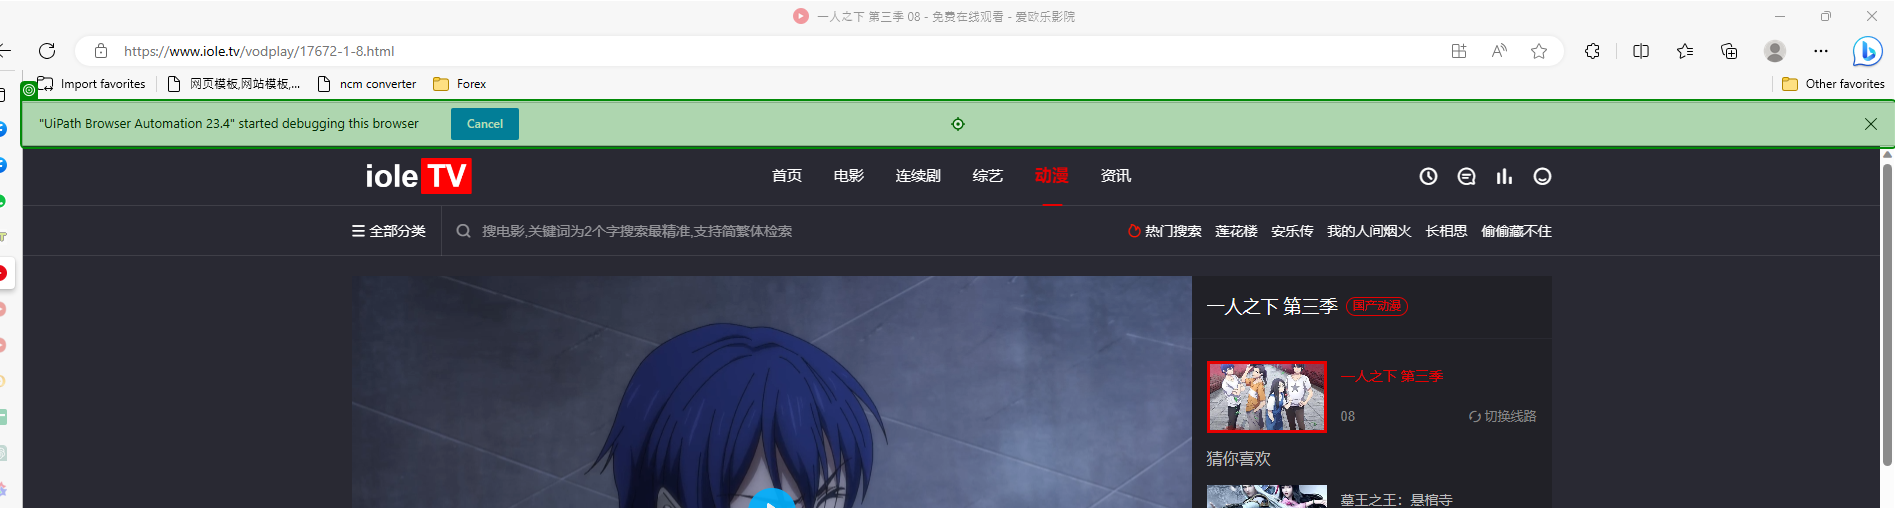 一人之下 第三季 08 - 免费在线观看 - 爱欧乐影院
https://www.iole.tv/vodplay/17672-1-8.html
Import favorites 网页模板,网站模板,... ncm converter Forex Other favorites
"UiPath Browser Automation 23.4" started debugging this browser Cancel
iole TV 首页 电影 连续剧 综艺 动漫 资讯
全部分类 搜电影,关键词为2个字搜索最精准,支持简繁体检索 热门搜索 莲花楼 安乐传 我的人间烟火 长相思 偷偷藏不住
一人之下 第三季 国产动漫
一人之下 第三季
08 切换线路
猜你喜欢
墓王之王：悬棺寺